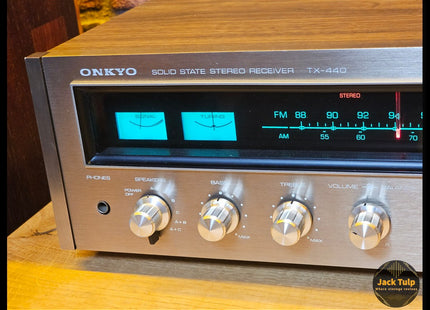 ONKYO SOLID STATE STEREO RECEIVER TX-440
STEREO
SIGNAL TUNING
FM 88 90 92 94
AM 55 60 70
PHONES SPEAKERS BASS TREBLE VOLUME
POWER OFF
A+B
A+C
MAX MAX
Jack Tulp